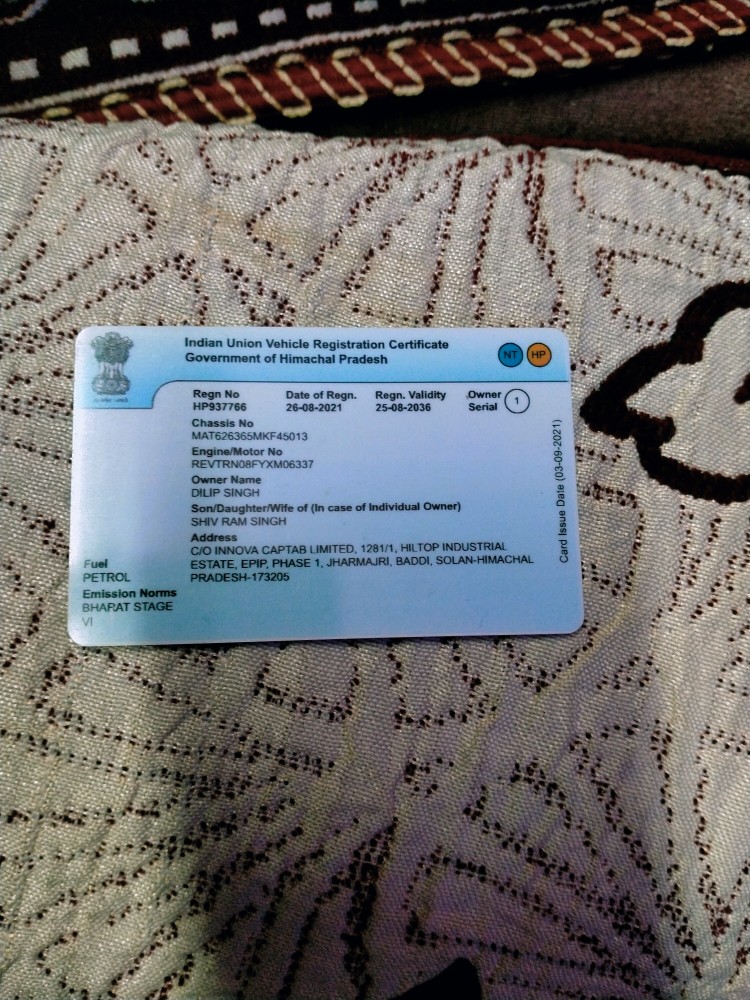 Indian Union Vehicle Registration Certificate
Government of Himachal Pradesh
NT HP
Regn No Date of Regn. Regn. Validity Owner Serial
HP937766 26-08-2021 25-08-2036 1
Chassis No
MAT626365MKF45013
Engine/Motor No
REVTRN08FYXM06337
Owner Name
DILIP SINGH
Son/Daughter/Wife of (In case of Individual Owner)
SHIV RAM SINGH
Address
C/O INNOVA CAPTAB LIMITED, 1281/1, HILTOP INDUSTRIAL
ESTATE, EPIP, PHASE 1, JHARMAJRI, BADDI, SOLAN-HIMACHAL
PRADESH-173205
Fuel
PETROL
Emission Norms
BHARAT STAGE
VI
Card Issue Date (03-09-2021)